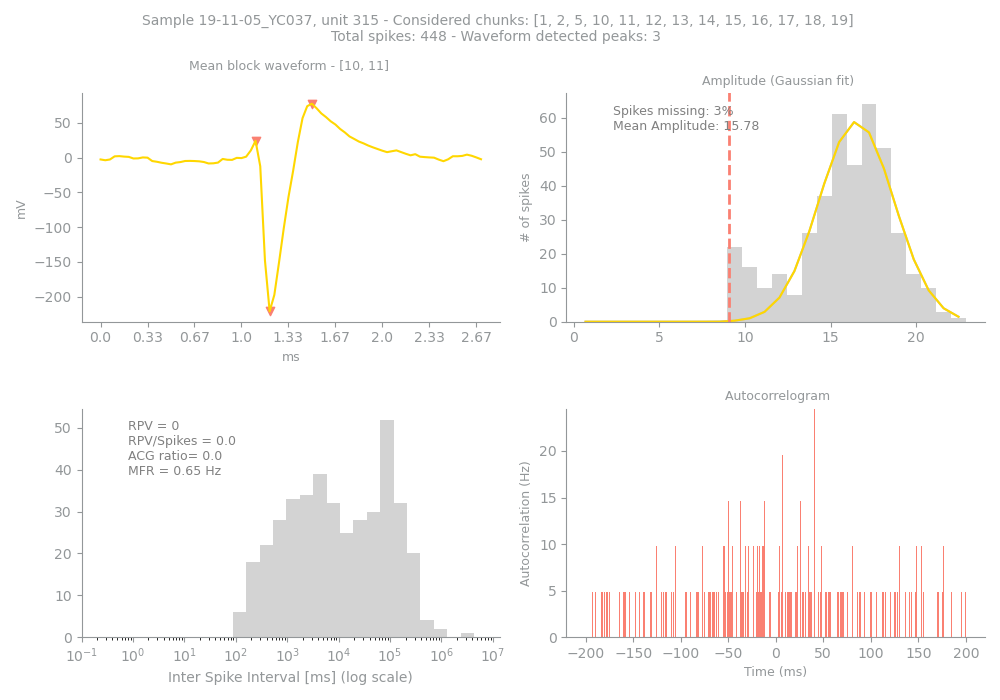 Sample 19-11-05_YC037, unit 315 - Considered chunks: [1, 2, 5, 10, 11, 12, 13, 14, 15, 16, 17, 18, 19]
Total spikes: 448 - Waveform detected peaks: 3
Mean block waveform - [10, 11]
50
0
−50
−100
−150
−200
mV
0.0 0.33 0.67 1.0 1.33 1.67 2.0 2.33 2.67
ms
Amplitude (Gaussian fit)
Spikes missing: 3%
Mean Amplitude: 15.78
60
50
40
30
20
10
0
# of spikes
0 5 10 15 20
RPV = 0
RPV/Spikes = 0.0
ACG ratio= 0.0
MFR = 0.65 Hz
50
40
30
20
10
0
10⁻¹ 10⁰ 10¹ 10² 10³ 10⁴ 10⁵ 10⁶ 10⁷
Inter Spike Interval [ms] (log scale)
Autocorrelogram
20
15
10
5
0
Autocorrelation (Hz)
−200 −150 −100 −50 0 50 100 150 200
Time (ms)